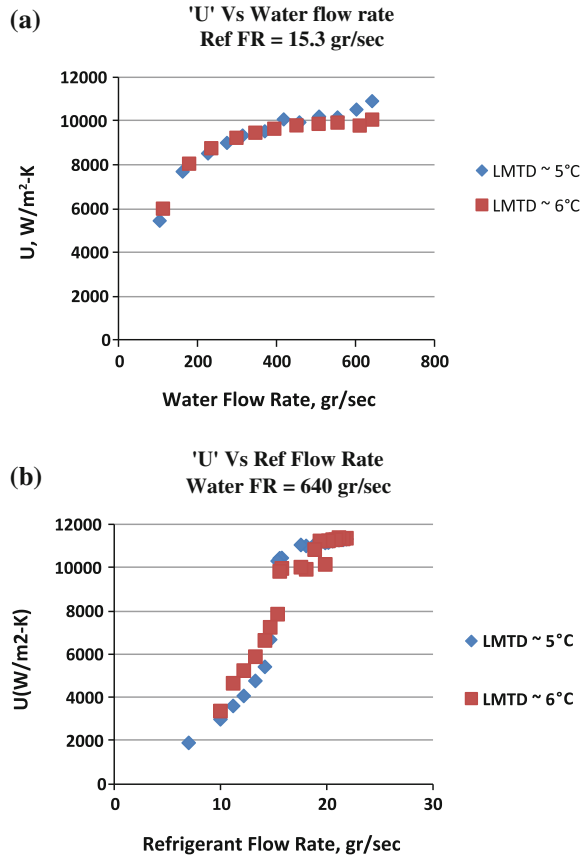 (a)
'U' Vs Water flow rate
Ref FR = 15.3 gr/sec
12000
10000
8000
6000
4000
2000
0
U, W/m²-K
0 200 400 600 800
Water Flow Rate, gr/sec
LMTD ~ 5°C
LMTD ~ 6°C
(b)
'U' Vs Ref Flow Rate
Water FR = 640 gr/sec
12000
10000
8000
6000
4000
2000
0
U(W/m2-K)
0 10 20 30
Refrigerant Flow Rate, gr/sec
LMTD ~ 5°C
LMTD ~ 6°C